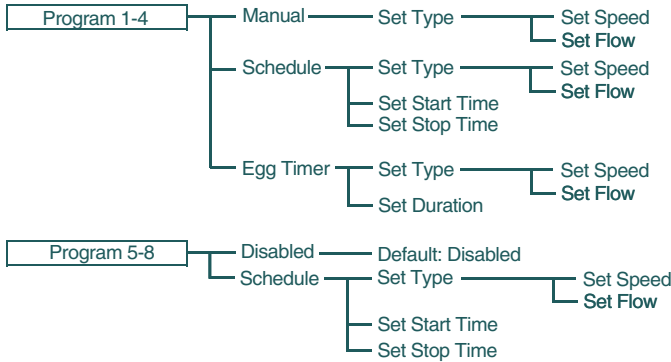 Program 1-4 Manual Set Type Set Speed
Set Flow
Schedule Set Type Set Speed
Set Flow
Set Start Time
Set Stop Time
Egg Timer Set Type Set Speed
Set Flow
Set Duration
Program 5-8 Disabled Default: Disabled
Schedule Set Type Set Speed
Set Flow
Set Start Time
Set Stop Time